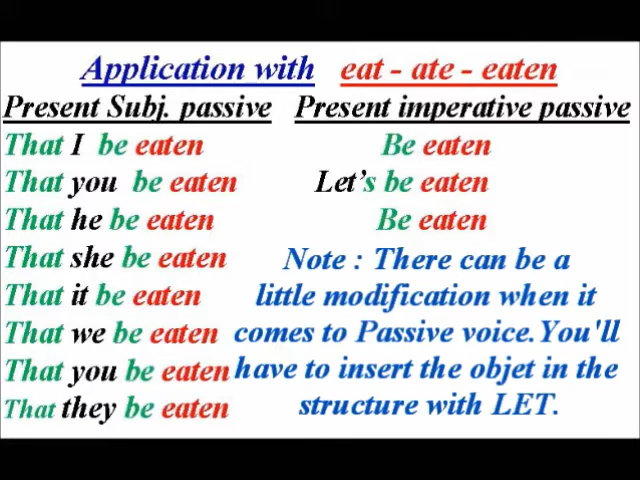 Application with eat - ate - eaten
Present Subj. passive Present imperative passive
That I be eaten Be eaten
That you be eaten Let's be eaten
That he be eaten Be eaten
That she be eaten Note : There can be a
That it be eaten little modification when it
That we be eaten comes to Passive voice. You'll
That you be eaten have to insert the objet in the
That they be eaten structure with LET.